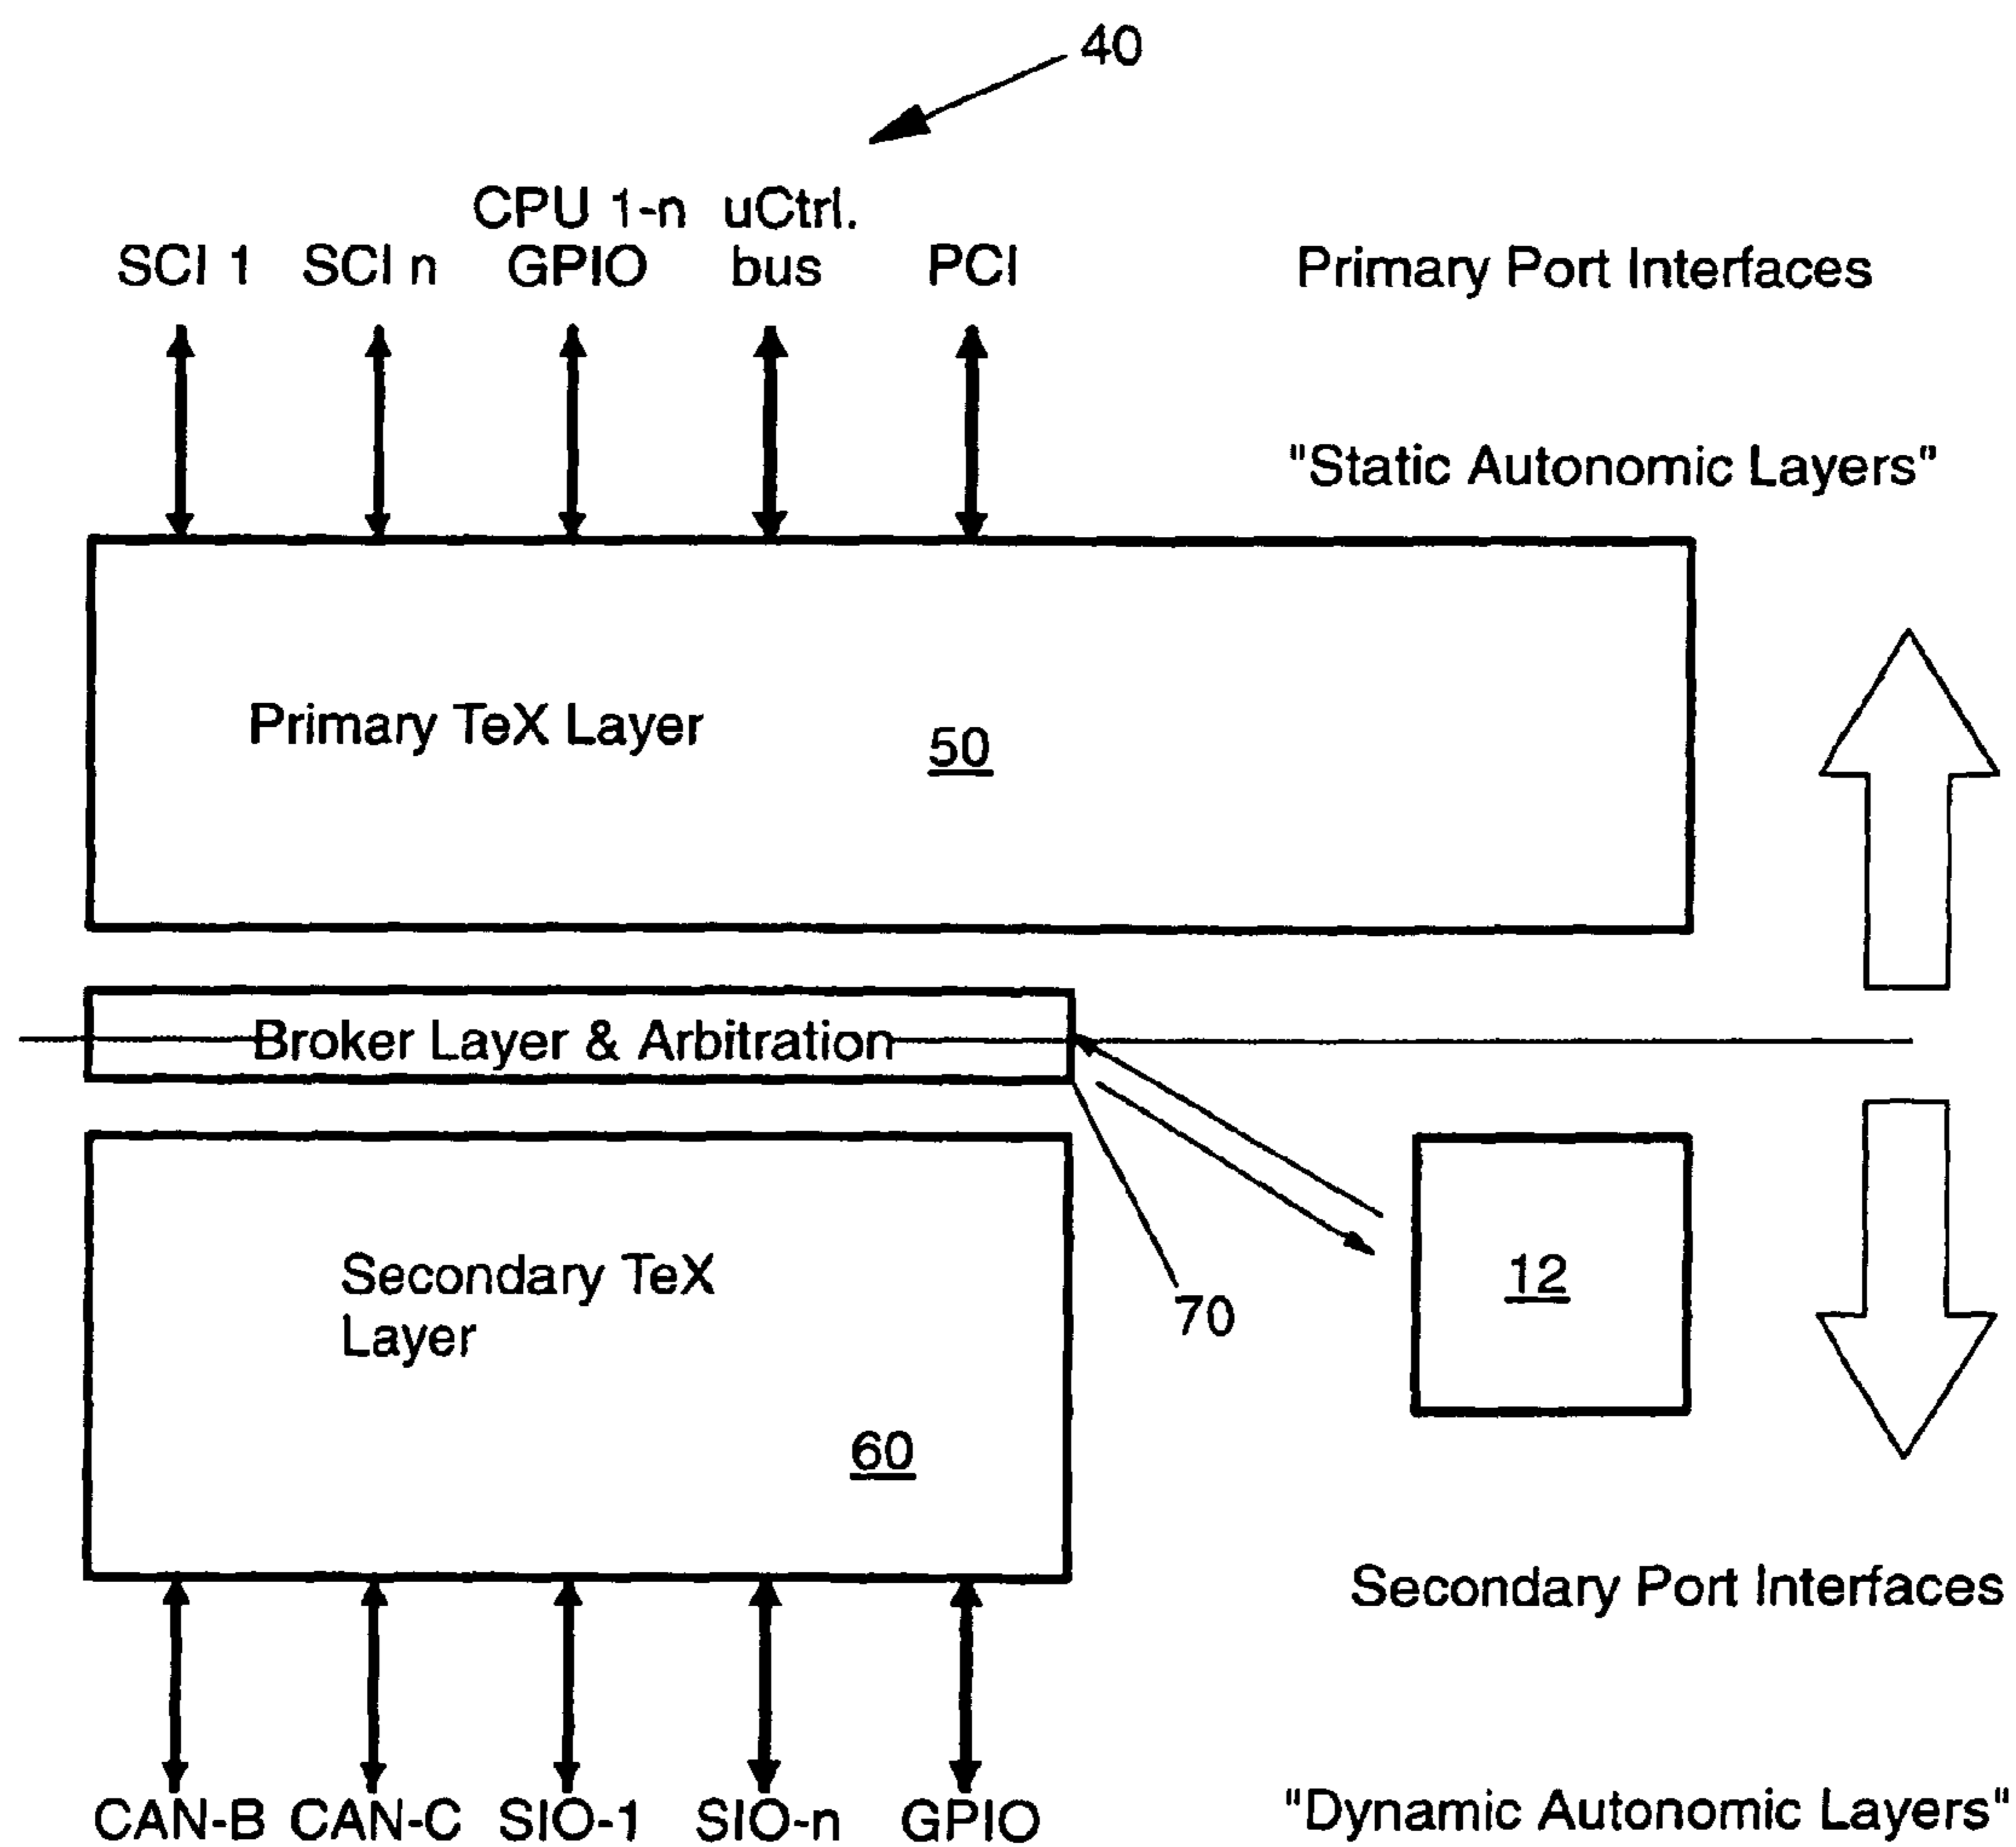 40
CPU 1-n uCtrl.
SCI 1 SCI n GPIO bus PCI Primary Port Interfaces
"Static Autonomic Layers"
Primary TeX Layer 50
Broker Layer & Arbitration
Secondary TeX
Layer
12
70
60
Secondary Port Interfaces
CAN-B CAN-C SIO-1 SIO-n GPIO "Dynamic Autonomic Layers"